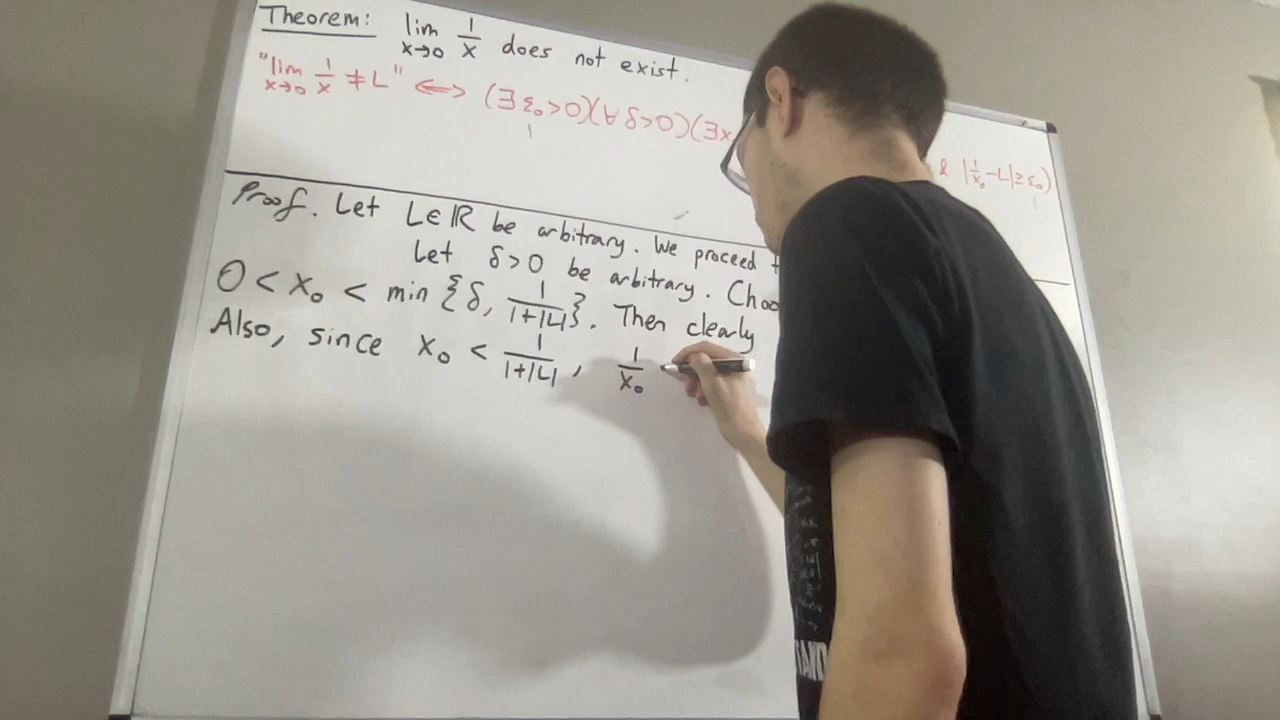 Theorem: lim x→0 1/x does not exist.
"lim x→0 1/x ≠ L" ⟺ (∃ε₀>0)(∀δ>0)(∃x
& |1/x₀ - L| ≥ ε₀)
1
Proof. Let L∈ℝ be arbitrary. We proceed
Let δ>0 be arbitrary. Choo
0 < x₀ < min {δ, 1/(1+|L|)}. Then clearly
Also, since x₀ < 1/(1+|L|), 1/x₀